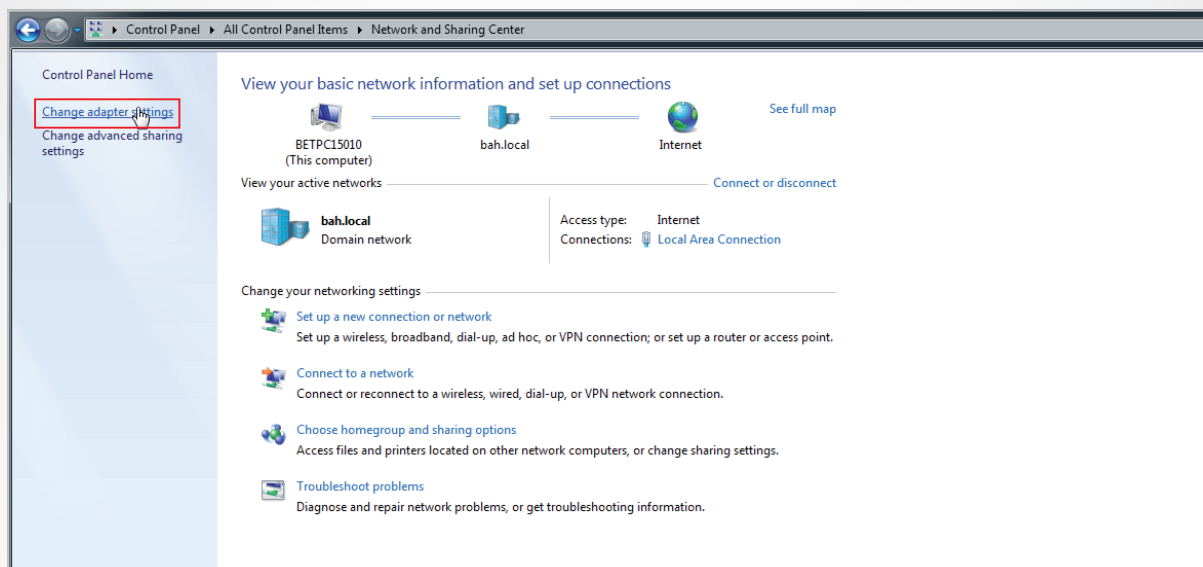 Control Panel ▸ All Control Panel Items ▸ Network and Sharing Center
Control Panel Home
Change adapter settings
Change advanced sharing
settings
View your basic network information and set up connections
See full map
BETPC15010
(This computer)
bah.local
Internet
View your active networks
Connect or disconnect
bah.local
Domain network
Access type: Internet
Connections: Local Area Connection
Change your networking settings
Set up a new connection or network
Set up a wireless, broadband, dial-up, ad hoc, or VPN connection; or set up a router or access point.
Connect to a network
Connect or reconnect to a wireless, wired, dial-up, or VPN network connection.
Choose homegroup and sharing options
Access files and printers located on other network computers, or change sharing settings.
Troubleshoot problems
Diagnose and repair network problems, or get troubleshooting information.